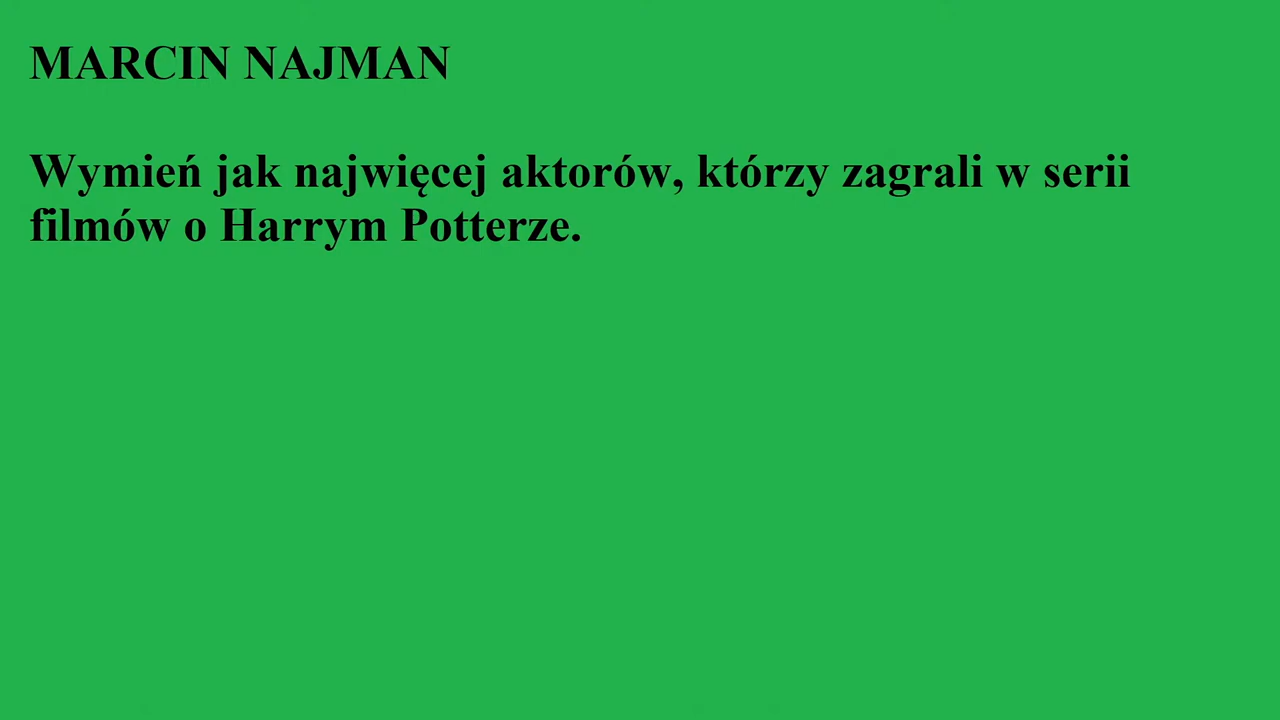 MARCIN NAJMAN
Wymień jak najwięcej aktorów, którzy zagrali w serii
filmów o Harrym Potterze.